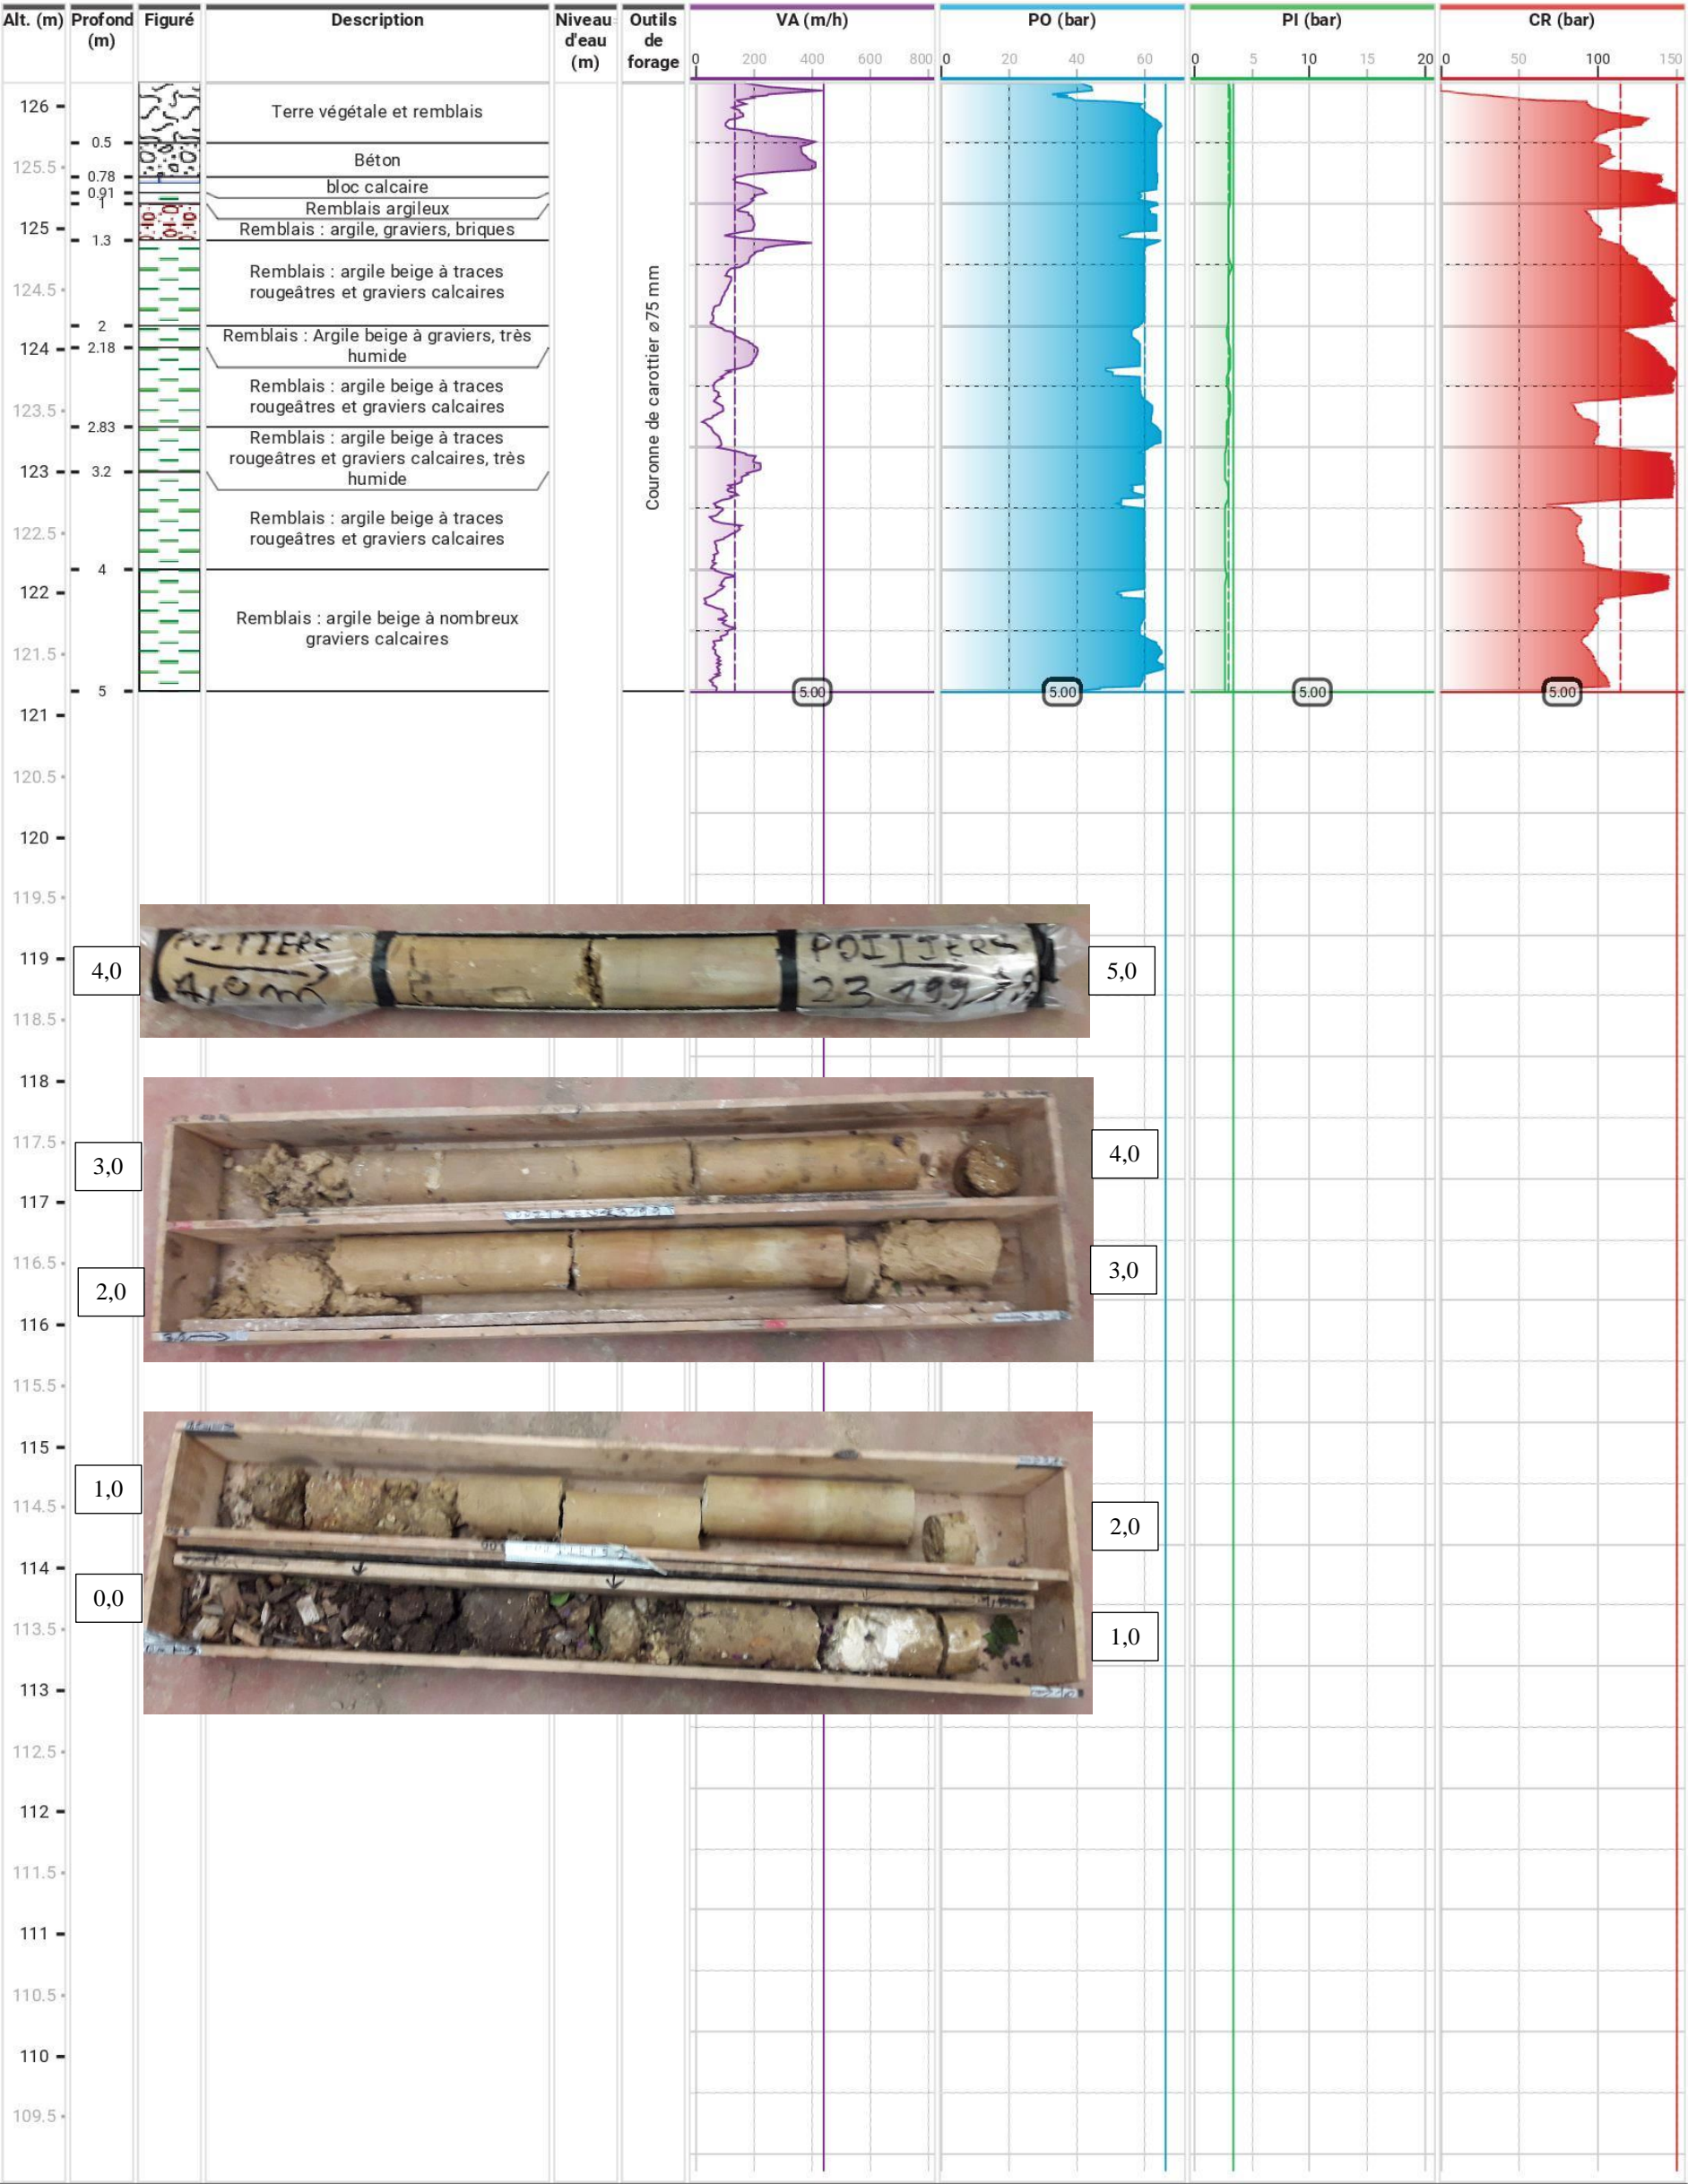 Alt. (m)
Profond (m)
Figuré
Description
Niveau d'eau (m)
Outils de forage
VA (m/h)
PO (bar)
PI (bar)
CR (bar)
0 200 400 600 800
0 20 40 60
0 5 10 15 20
0 50 100 150
126
125.5
125
124.5
124
123.5
123
122.5
122
121.5
121
120.5
120
119.5
119
118.5
118
117.5
117
116.5
116
115.5
115
114.5
114
113.5
113
112.5
112
111.5
111
110.5
110
109.5
0.5
0.78
0.91
1
1.3
2
2.18
2.83
3.2
4
5
Terre végétale et remblais
Béton
bloc calcaire
Remblais argileux
Remblais : argile, graviers, briques
Remblais : argile beige à traces
rougeâtres et graviers calcaires
Remblais : Argile beige à graviers, très
humide
Remblais : argile beige à traces
rougeâtres et graviers calcaires
Remblais : argile beige à traces
rougeâtres et graviers calcaires, très
humide
Remblais : argile beige à traces
rougeâtres et graviers calcaires
Remblais : argile beige à nombreux
graviers calcaires
Couronne de carottier ⌀75 mm
5.00
5.00
5.00
5.00
4,0
POITTERS
4,0m
POITIERS
23 199
5,0
3,0
4,0
2,0
3,0
1,0
2,0
0,0
1,0